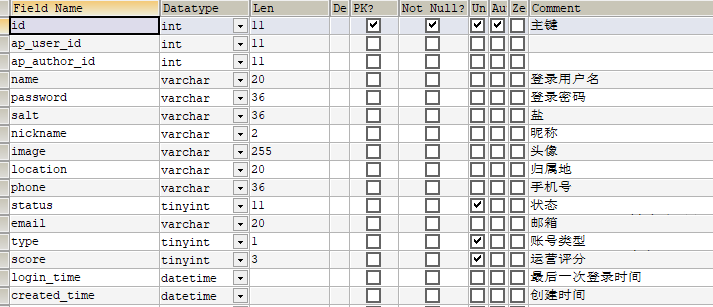 Field Name Datatype Len De PK? Not Null? Un Au Ze Comment
id int 11 主键
ap_user_id int 11
ap_author_id int 11
name varchar 20 登录用户名
password varchar 36 登录密码
salt varchar 36 盐
nickname varchar 2 昵称
image varchar 255 头像
location varchar 20 归属地
phone varchar 36 手机号
status tinyint 11 状态
email varchar 20 邮箱
type tinyint 1 账号类型
score tinyint 3 运营评分
login_time datetime 最后一次登录时间
created_time datetime 创建时间